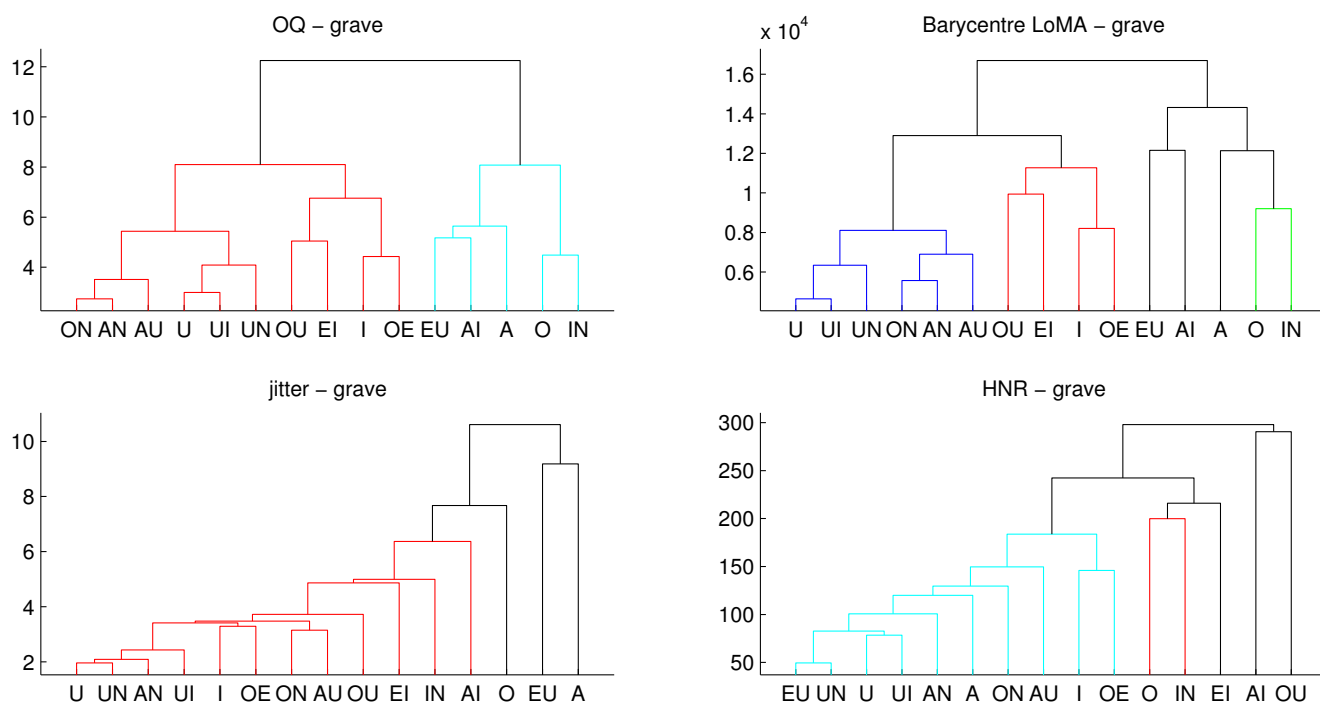 OQ – grave
12
10
8
6
4
ON AN AU U UI UN OU EI I OE EU AI A O IN
Barycentre LoMA – grave
x 10^4
1.6
1.4
1.2
1
0.8
0.6
U UI UN ON AN AU OU EI I OE EU AI A O IN
jitter – grave
10
8
6
4
2
U UN AN UI I OE ON AU OU EI IN AI O EU A
HNR – grave
300
250
200
150
100
50
EU UN U UI AN A ON AU I OE O IN EI AI OU